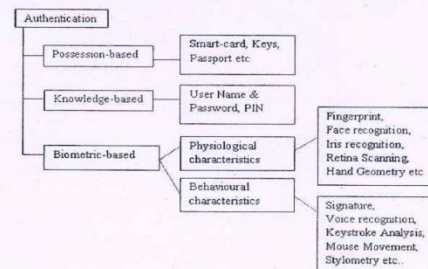 Authentication
Possession-based
Smart-card, Keys,
Passport etc
Knowledge-based
User Name &
Password, PIN
Biometric-based
Physiological
characteristics
Fingerprint,
Face recognition,
Iris recognition,
Retina Scanning,
Hand Geometry etc
Behavioural
characteristics
Signature,
Voice recognition,
Keystroke Analysis,
Mouse Movement,
Stylometry etc..